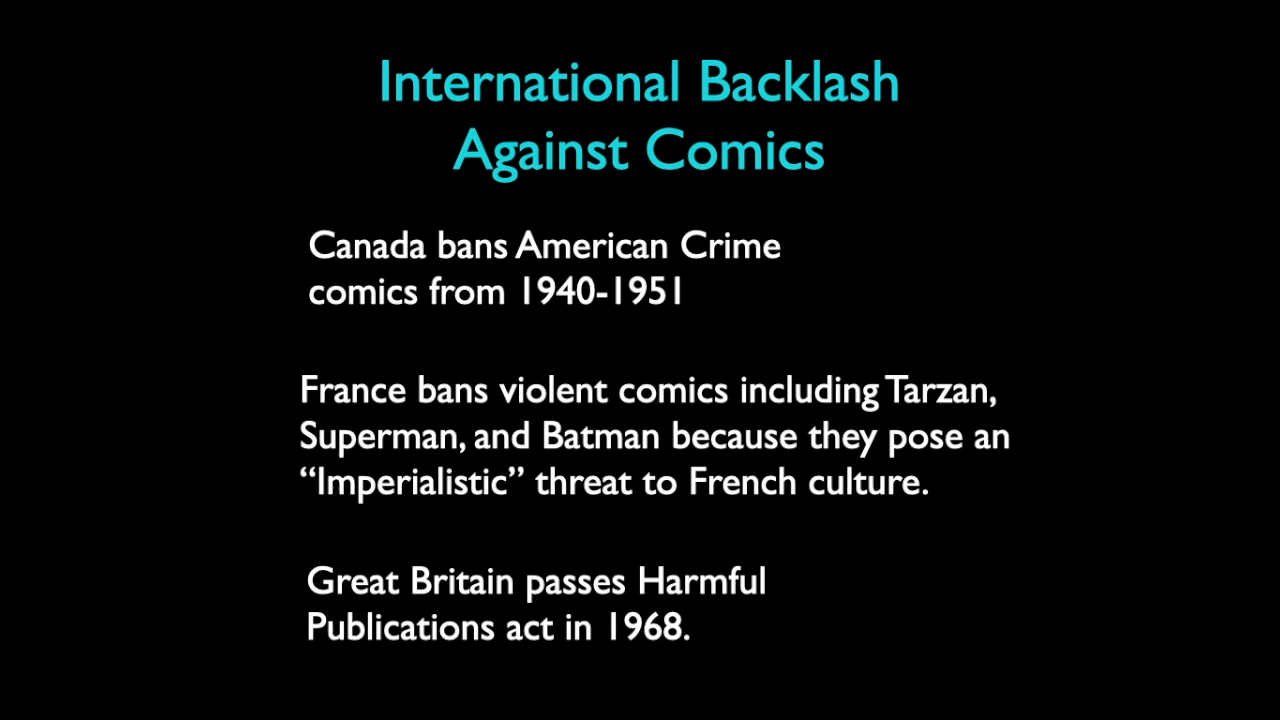 International Backlash
Against Comics
Canada bans American Crime
comics from 1940-1951
France bans violent comics including Tarzan,
Superman, and Batman because they pose an
“Imperialistic” threat to French culture.
Great Britain passes Harmful
Publications act in 1968.